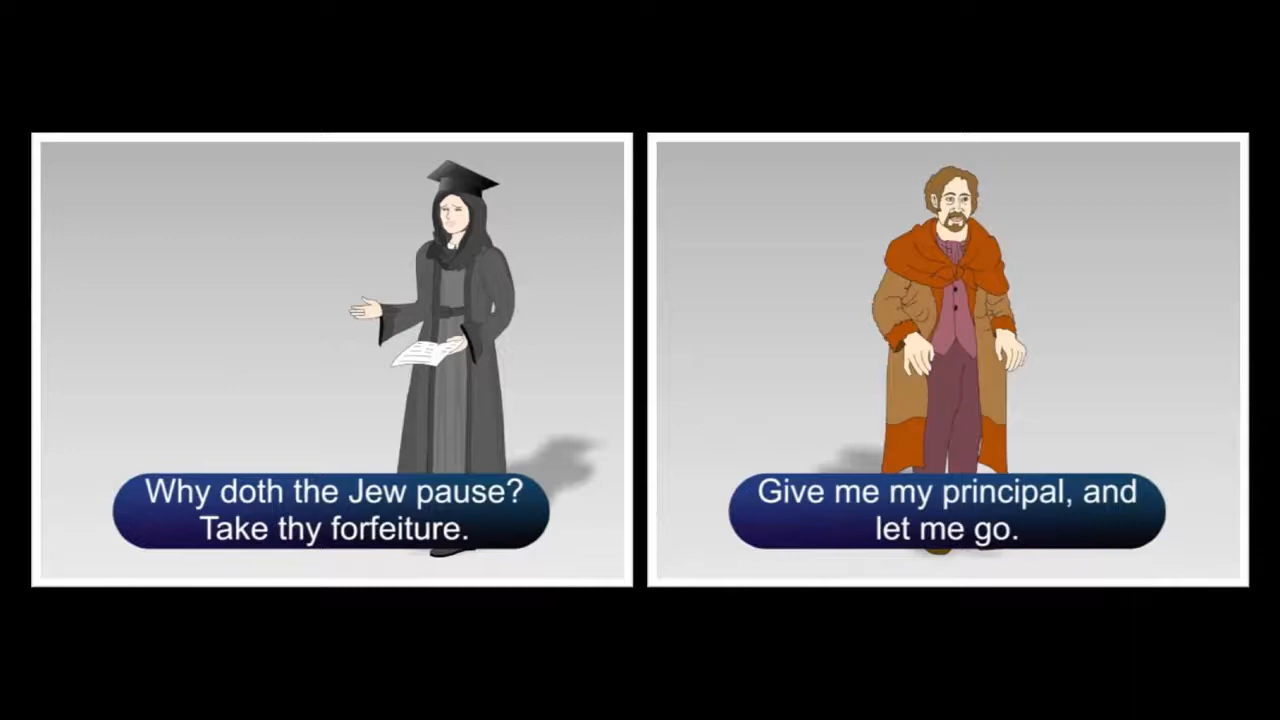 Why doth the Jew pause?
Take thy forfeiture.
Give me my principal, and
let me go.